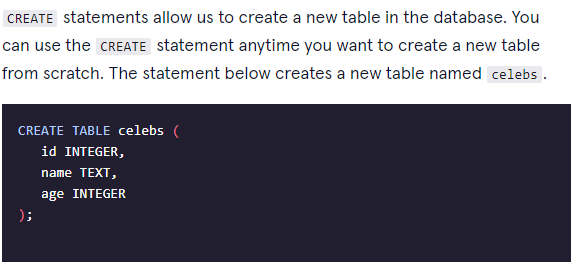 CREATE statements allow us to create a new table in the database. You
can use the CREATE statement anytime you want to create a new table
from scratch. The statement below creates a new table named celebs.
CREATE TABLE celebs (
   id INTEGER,
   name TEXT,
   age INTEGER
);